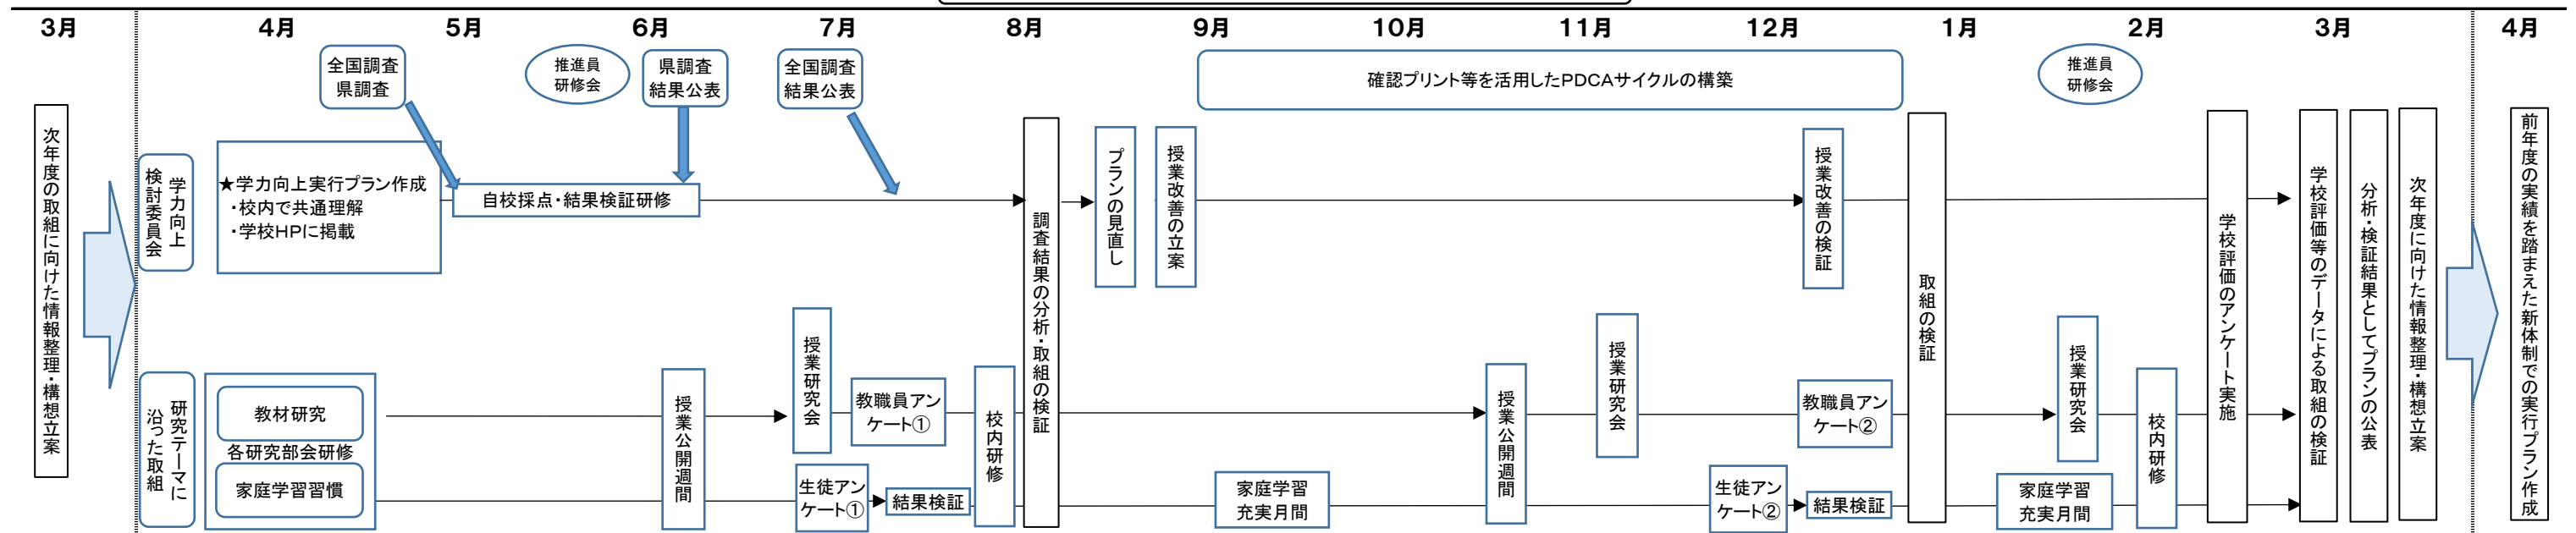 3月
4月
5月
6月
7月
8月
9月
10月
11月
12月
1月
2月
3月
4月
全国調査
県調査
推進員
研修会
県調査
結果公表
全国調査
結果公表
確認プリント等を活用したPDCAサイクルの構築
推進員
研修会
次年度の取組に向けた情報整理・構想立案
学力向上
検討委員会
★学力向上実行プラン作成
・校内で共通理解
・学校HPに掲載
自校採点・結果検証研修
調査結果の分析・取組の検証
プランの見直し
授業改善の立案
授業改善の検証
取組の検証
学校評価のアンケート実施
学校評価等のデータによる取組の検証
分析・検証結果としてプランの公表
次年度に向けた情報整理・構想立案
前年度の実績を踏まえた新体制での実行プラン作成
研究テーマに
沿った取組
教材研究
各研究部会研修
家庭学習習慣
授業公開週間
授業研究会
教職員アン
ケート①
生徒アン
ケート①
結果検証
校内研修
家庭学習
充実月間
授業公開週間
授業研究会
教職員アン
ケート②
生徒アン
ケート②
結果検証
家庭学習
充実月間
授業研究会
校内研修